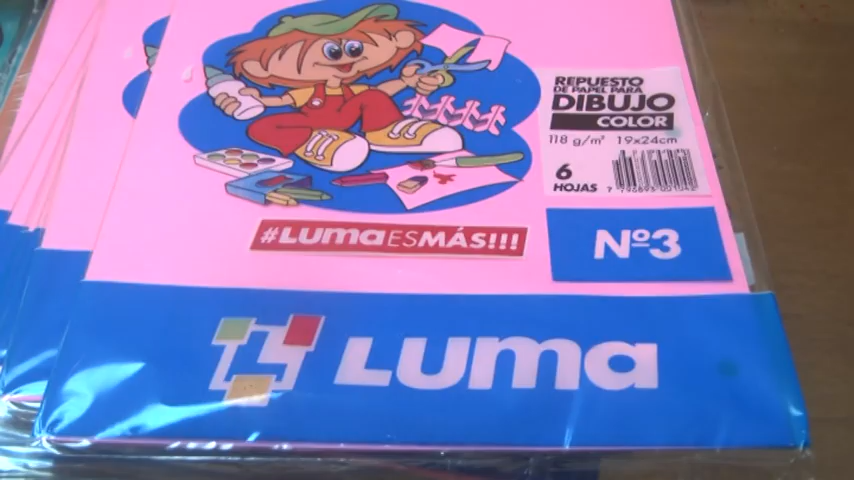 REPUESTO
DE PAPEL PARA
DIBUJO
COLOR
118 g/m² 19x24cm
6
HOJAS
#LUMAESMÁS!!!
Nº3
LUMA